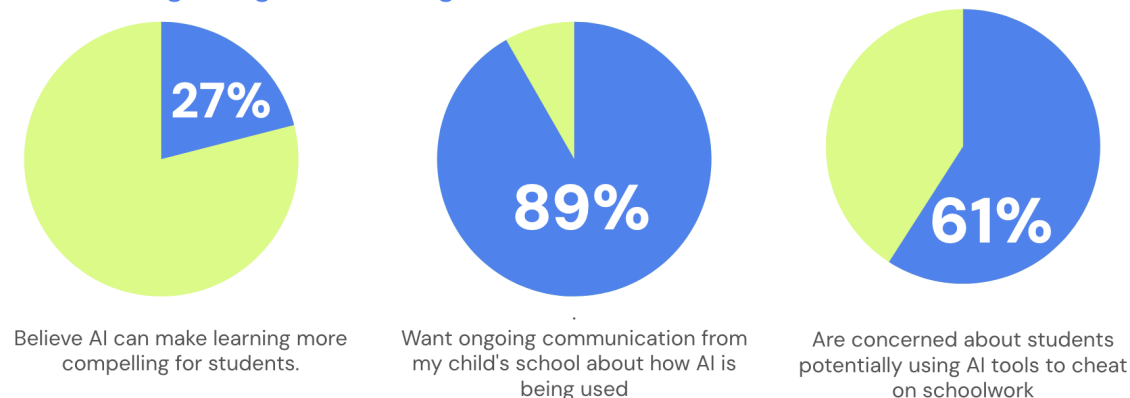 27%
89%
61%
Believe AI can make learning more
compelling for students.
.
Want ongoing communication from
my child's school about how AI is
being used
Are concerned about students
potentially using AI tools to cheat
on schoolwork